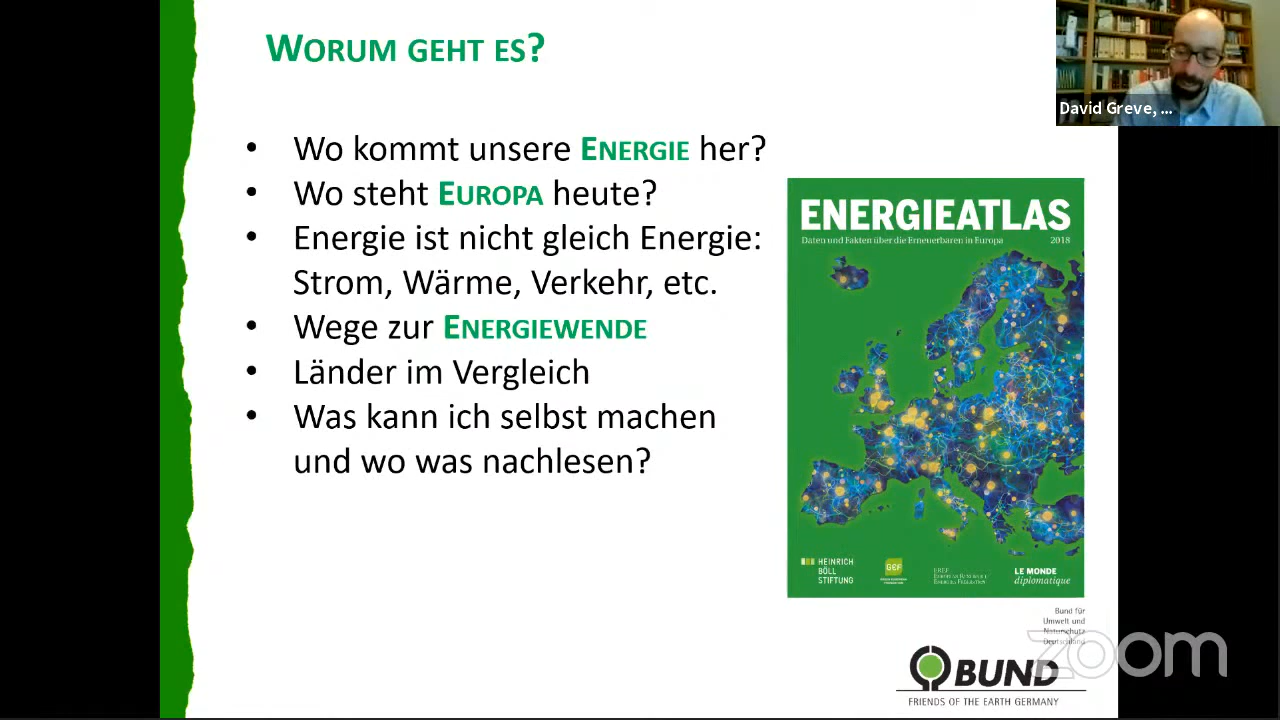 WORUM GEHT ES?
David Greve, ...
• Wo kommt unsere ENERGIE her?
• Wo steht EUROPA heute?
• Energie ist nicht gleich Energie:
Strom, Wärme, Verkehr, etc.
• Wege zur ENERGIEWENDE
• Länder im Vergleich
• Was kann ich selbst machen
und wo was nachlesen?
ENERGIEATLAS
Daten und Fakten über die Erneuerbaren in Europa 2018
HEINRICH
BÖLL
STIFTUNG
GEF
LE MONDE
diplomatique
Bund für
Umwelt und
Naturschutz
Deutschland
zoom
BUND
FRIENDS OF THE EARTH GERMANY